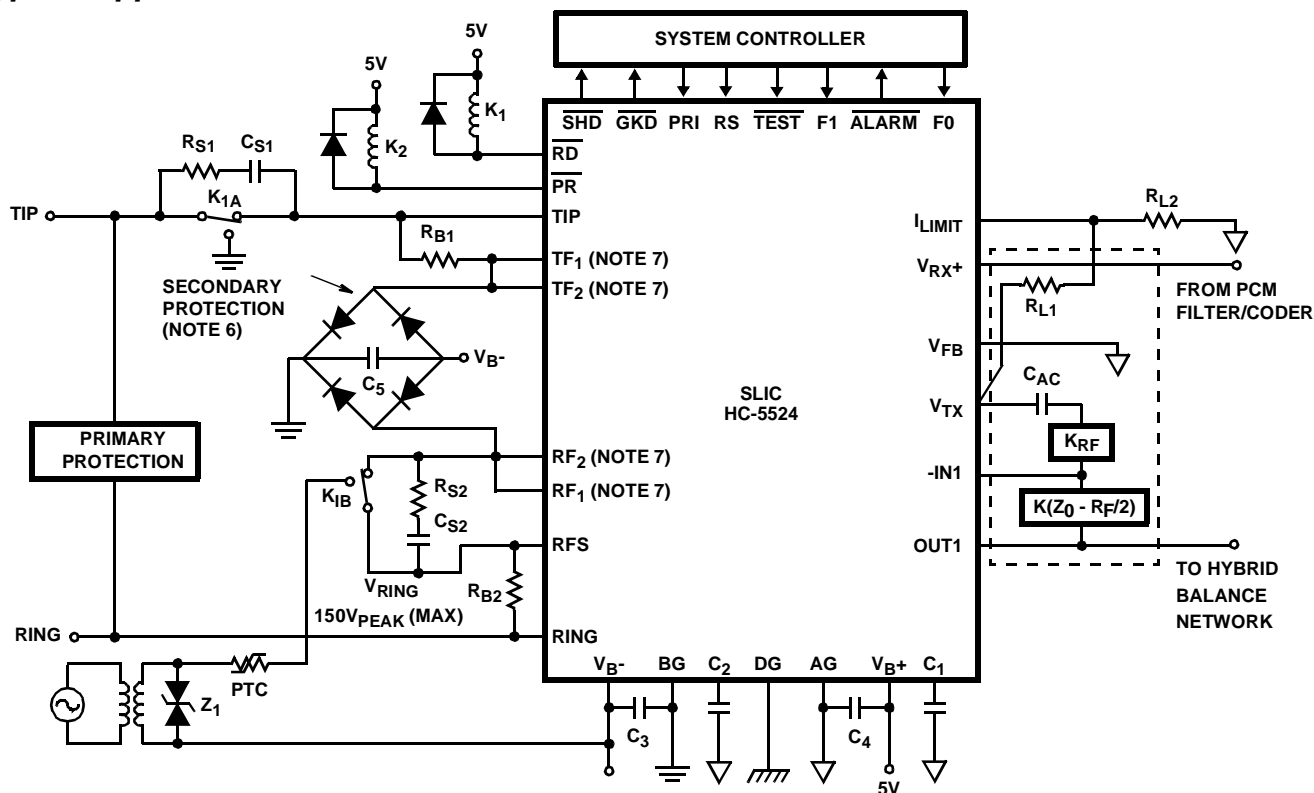 SYSTEM CONTROLLER
5V
5V
K1
K2
SHD GKD PRI RS TEST F1 ALARM F0
RD
PR
RS1 CS1
K1A
TIP
TIP
RB1
TF1 (NOTE 7)
TF2 (NOTE 7)
SECONDARY
PROTECTION
(NOTE 6)
C5
VB-
PRIMARY
PROTECTION
RF2 (NOTE 7)
RF1 (NOTE 7)
KIB
RS2
CS2
RFS
VRING
150VPEAK (MAX)
RB2
RING
RING
PTC
Z1
SLIC
HC-5524
ILIMIT
RL2
VRX+
FROM PCM
FILTER/CODER
RL1
VFB
CAC
VTX
KRF
-IN1
K(Z0 - RF/2)
OUT1
TO HYBRID
BALANCE
NETWORK
VB- BG C2 DG AG VB+ C1
C3
C4
5V